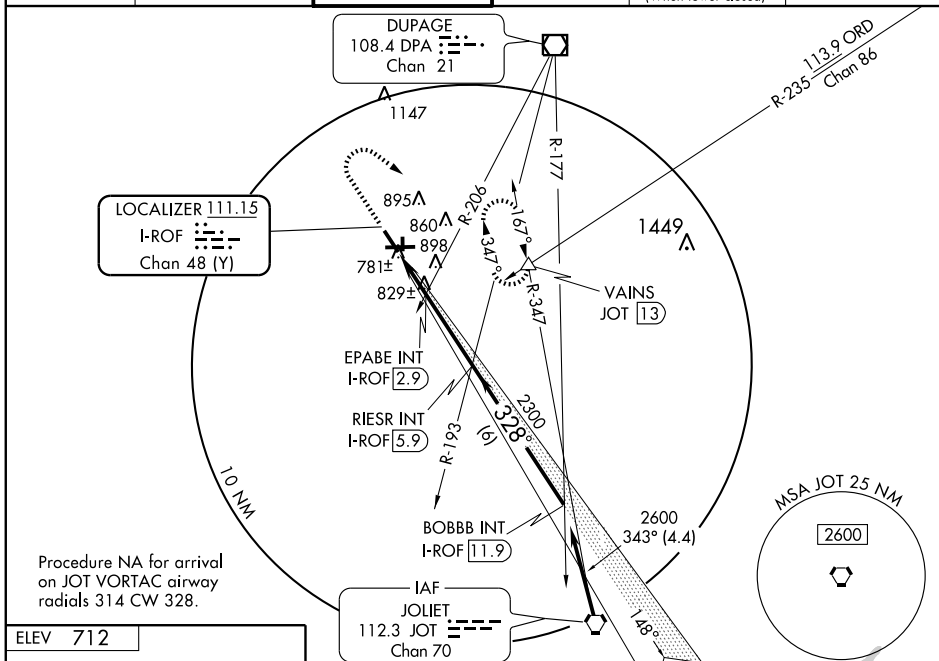 DUPAGE
108.4 DPA
Chan 21
113.9 ORD
R-235
Chan 86
1147
R-177
R-206
LOCALIZER 111.15
I-ROF
Chan 48 (Y)
895
860
898
781±
829±
167°
347°
1449
R-347
VAINS
JOT 13
EPABE INT
I-ROF 2.9
RIESR INT
I-ROF 5.9
2300
328°
(6)
R-193
10 NM
BOBBB INT
I-ROF 11.9
2600
343° (4.4)
MSA JOT 25 NM
2600
Procedure NA for arrival
on JOT VORTAC airway
radials 314 CW 328.
IAF
JOLIET
112.3 JOT
Chan 70
148°
ELEV 712